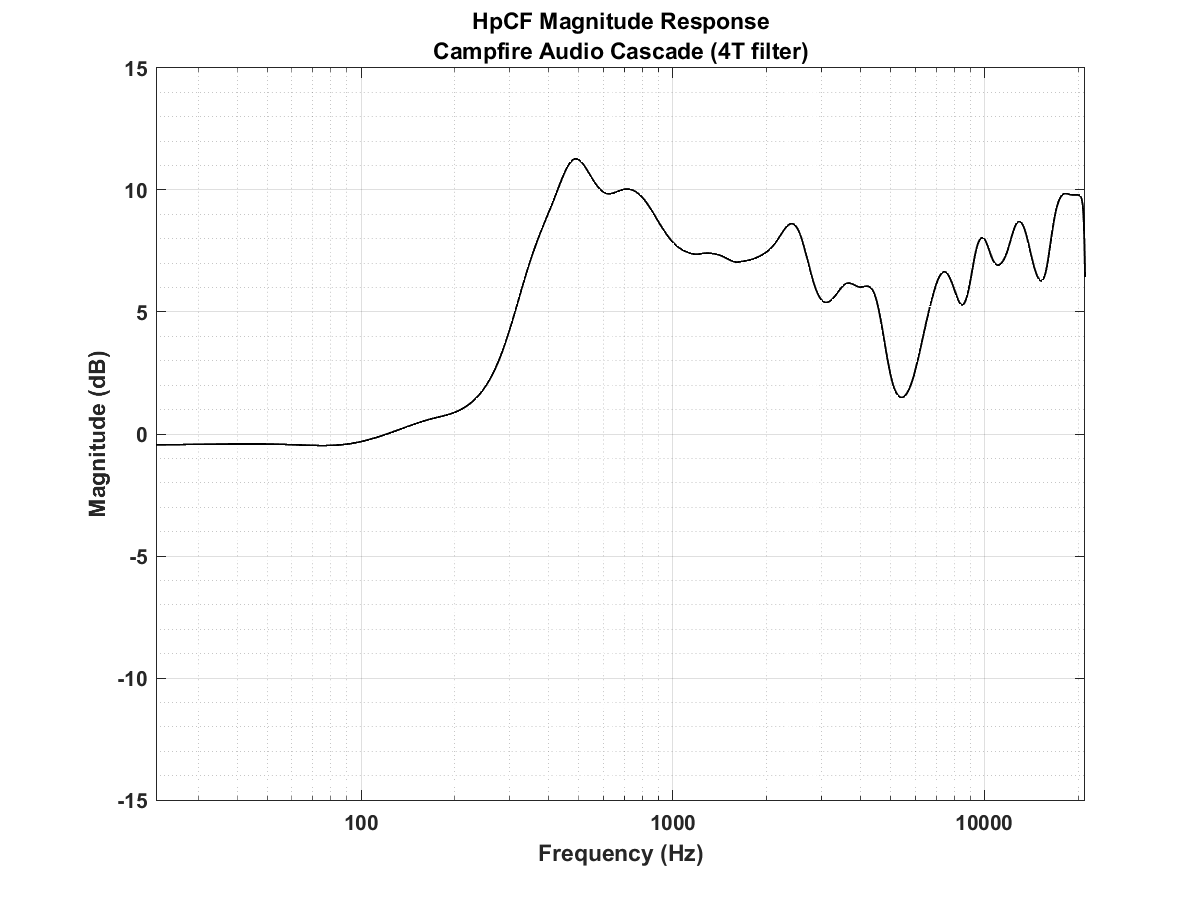 HpCF Magnitude Response
Campfire Audio Cascade (4T filter)
15
10
5
0
-5
-10
-15
Magnitude (dB)
100
1000
10000
Frequency (Hz)